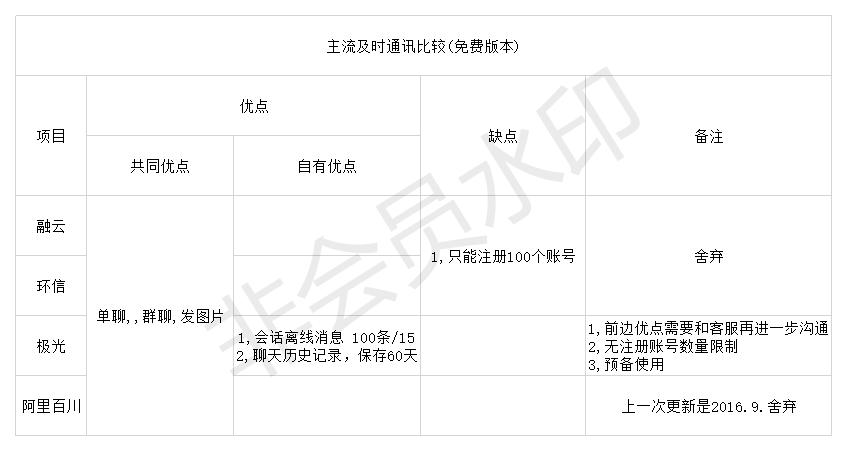 主流及时通讯比较(免费版本)
项目
优点
缺点
备注
共同优点
自有优点
融云
环信
极光
阿里百川
单聊,,群聊,发图片
1,会话离线消息 100条/15
2,聊天历史记录，保存60天
1,只能注册100个账号
舍弃
1,前边优点需要和客服再进一步沟通
2,无注册账号数量限制
3,预备使用
上一次更新是2016.9.舍弃
非会员水印